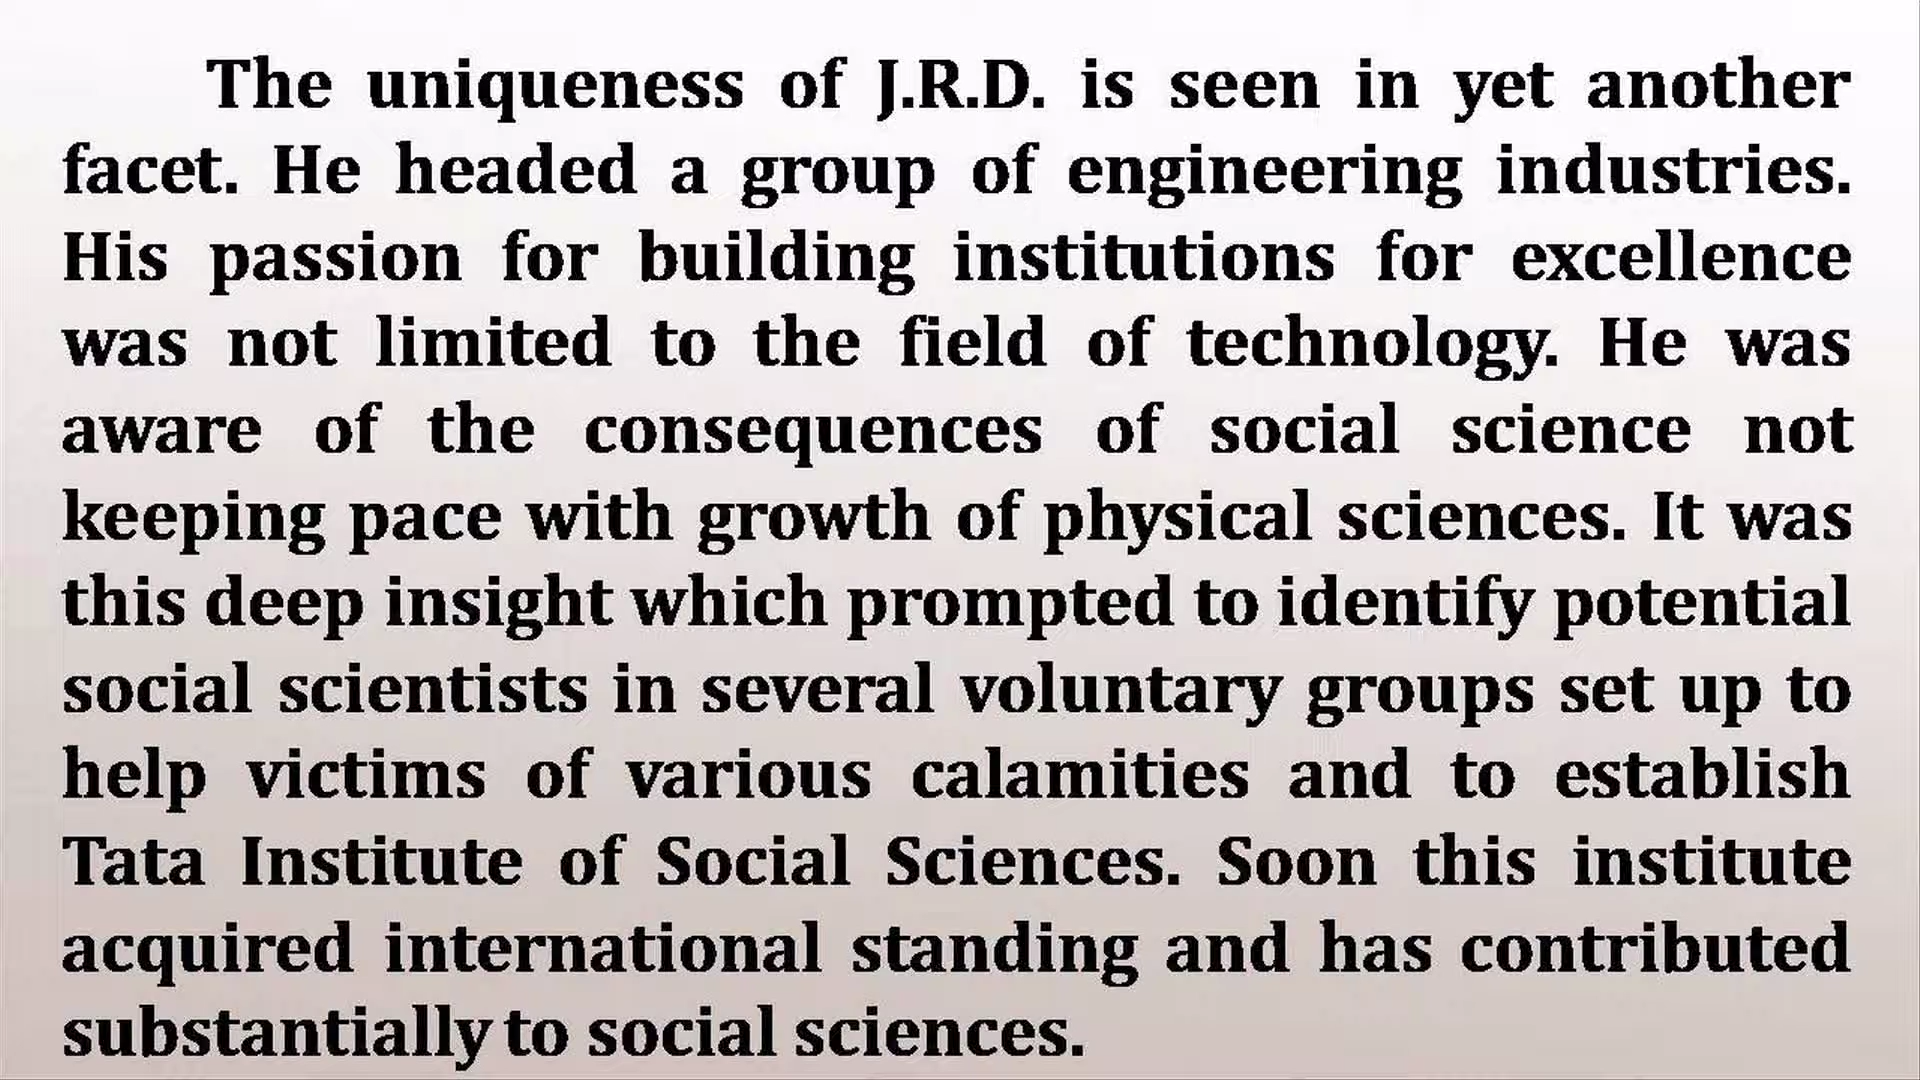 The uniqueness of J.R.D. is seen in yet another
facet. He headed a group of engineering industries.
His passion for building institutions for excellence
was not limited to the field of technology. He was
aware of the consequences of social science not
keeping pace with growth of physical sciences. It was
this deep insight which prompted to identify potential
social scientists in several voluntary groups set up to
help victims of various calamities and to establish
Tata Institute of Social Sciences. Soon this institute
acquired international standing and has contributed
substantially to social sciences.